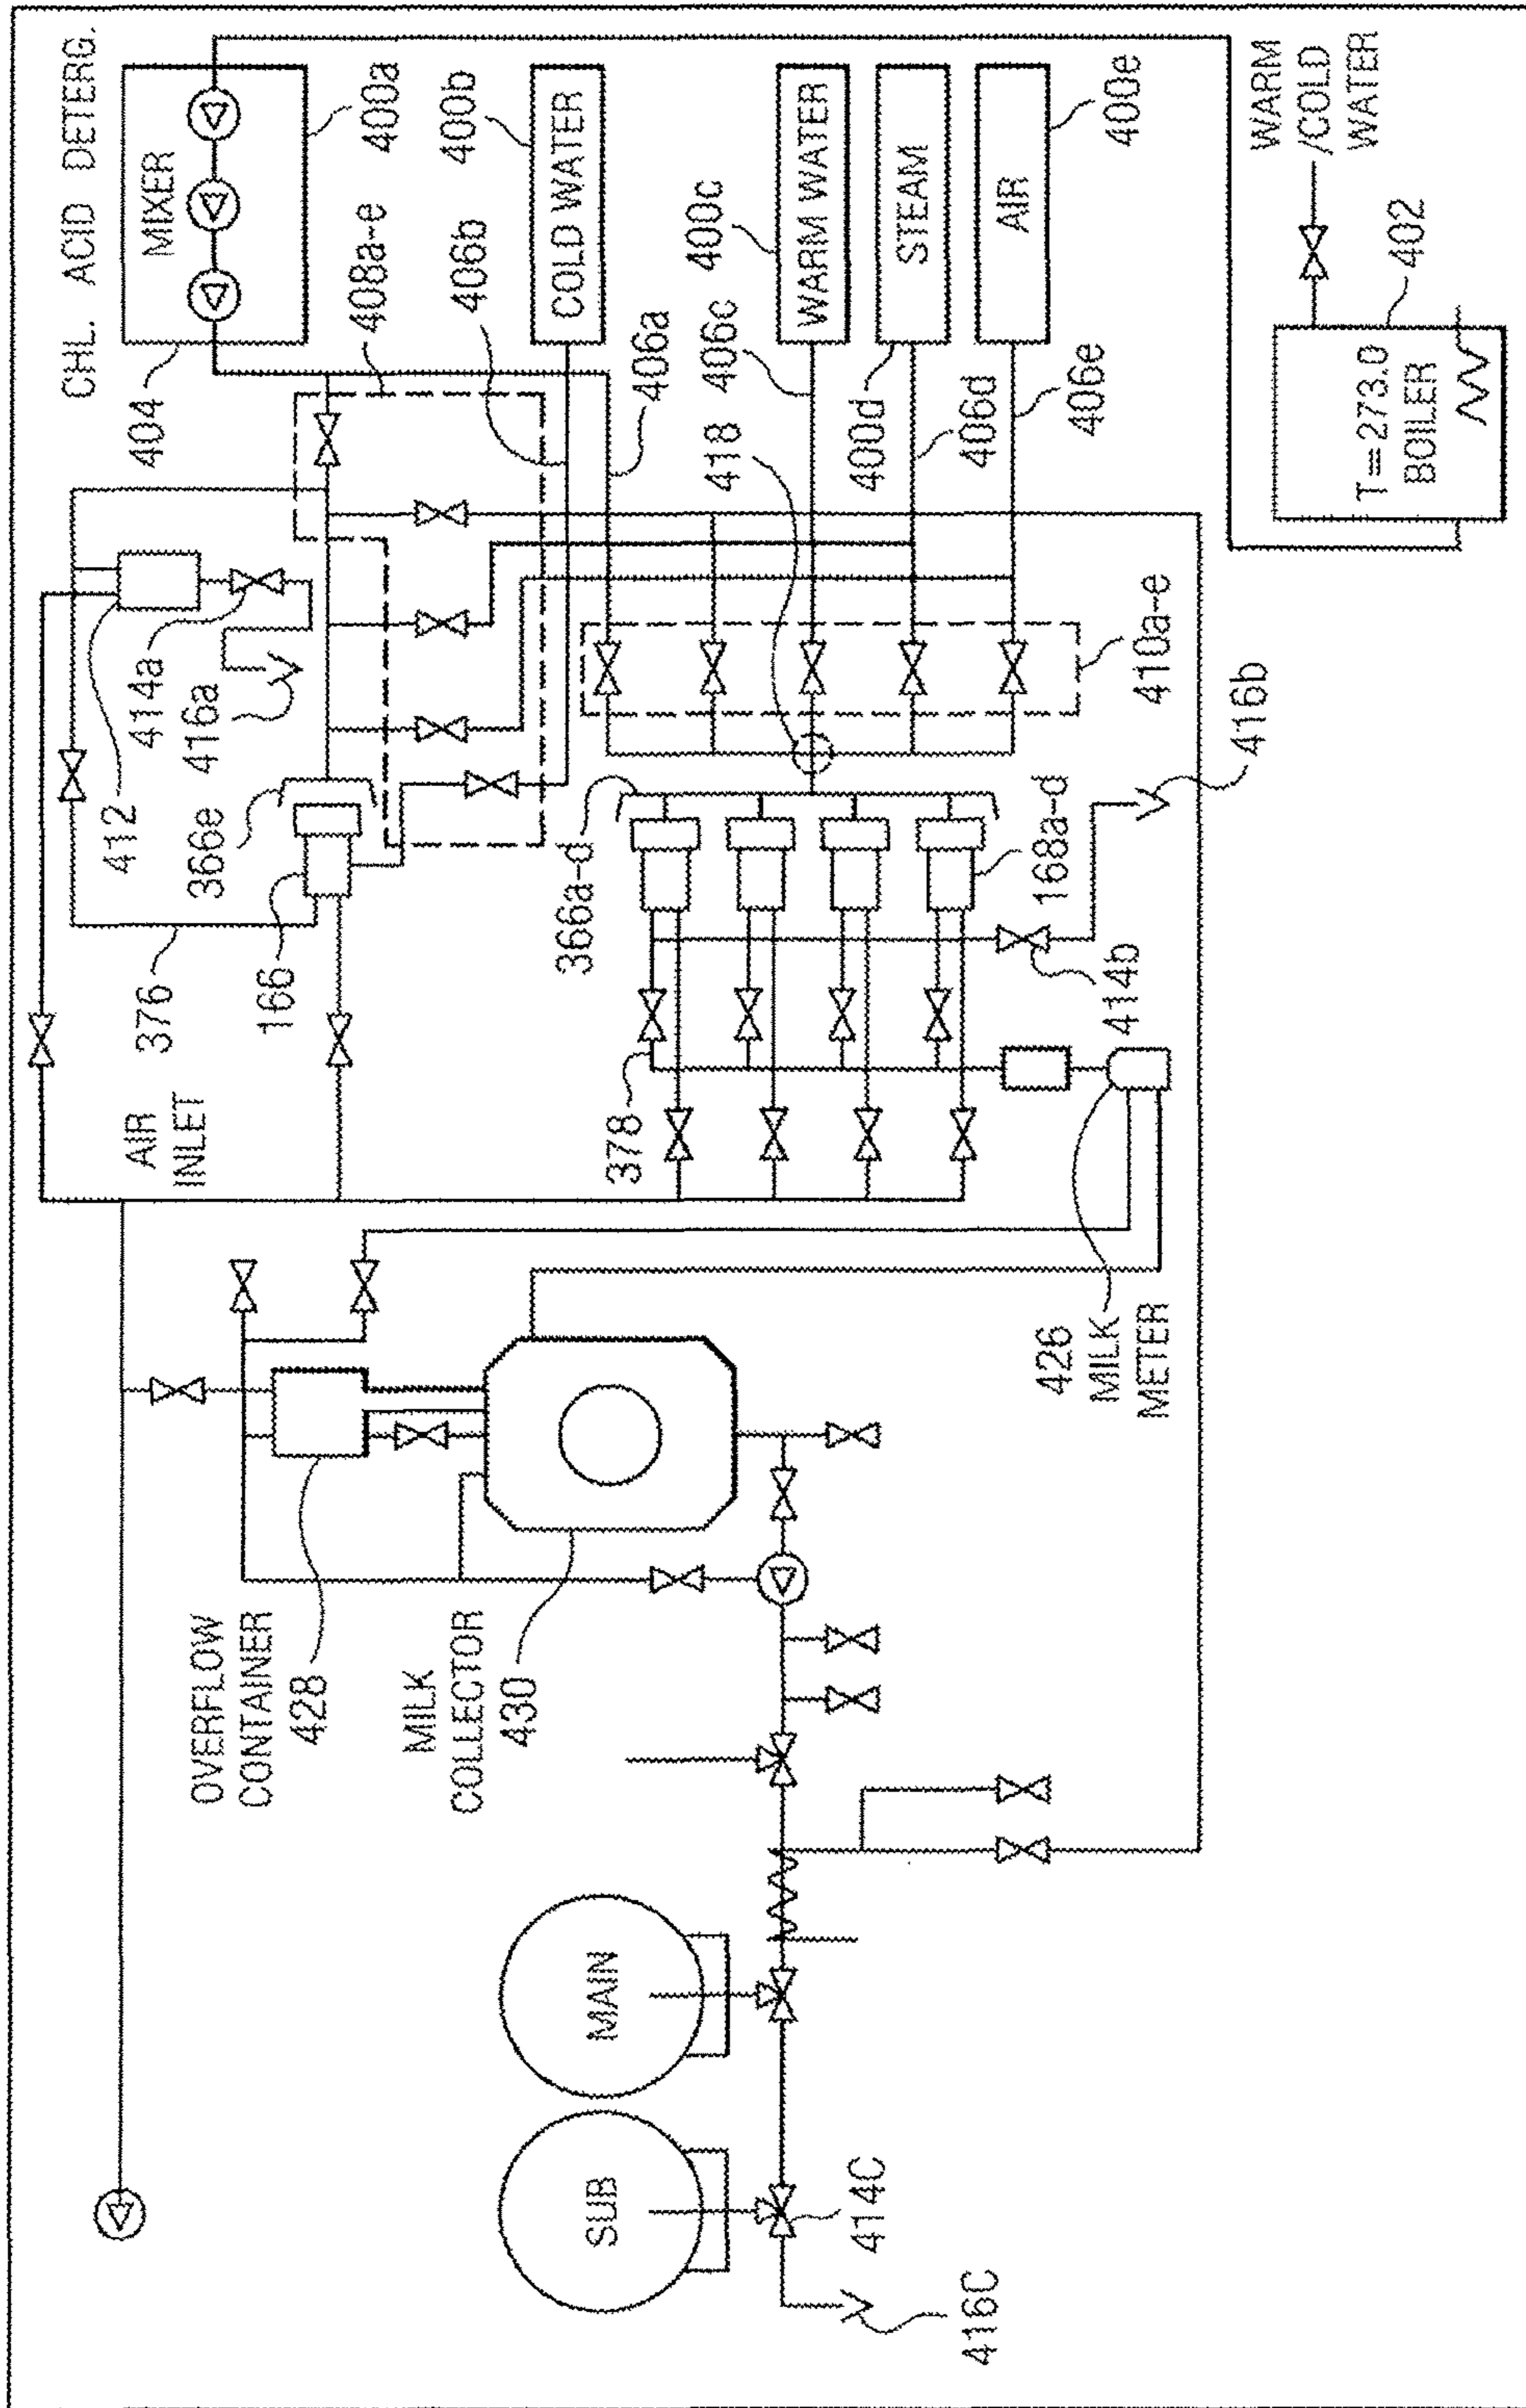 CHL. ACID DETERG.
404
MIXER
400a
408a-e
406b
400b
COLD WATER
406a
412
414a
416a
366e
376
166
AIR
INLET
418
406c
400c
WARM WATER
400d
STEAM
406d
AIR
400e
406e
366a-d
410a-e
416b
168a-d
378
414b
426
MILK
METER
WARM
/COLD
WATER
402
T=273.0
BOILER
OVERFLOW
CONTAINER
428
MILK
COLLECTOR
430
MAIN
SUB
414C
416C